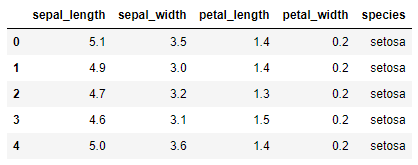 sepal_length sepal_width petal_length petal_width species
0 5.1 3.5 1.4 0.2 setosa
1 4.9 3.0 1.4 0.2 setosa
2 4.7 3.2 1.3 0.2 setosa
3 4.6 3.1 1.5 0.2 setosa
4 5.0 3.6 1.4 0.2 setosa